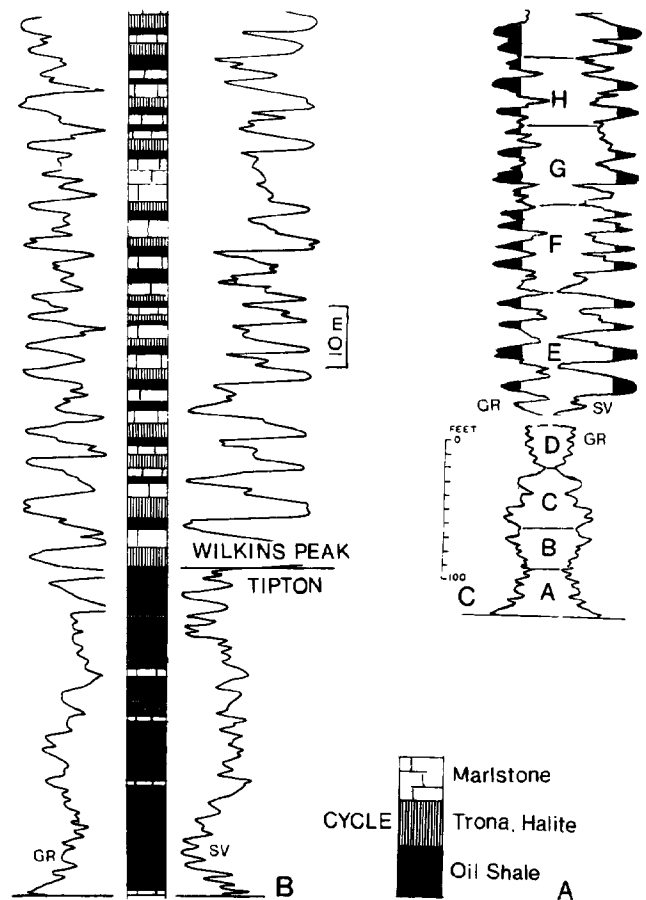 H
G
F
E
GR
SV
FEET
0
D
GR
C
B
100
C
A
E
10
WILKINS PEAK
TIPTON
GR
SV
B
CYCLE
Marlstone
Trona, Halite
Oil Shale
A